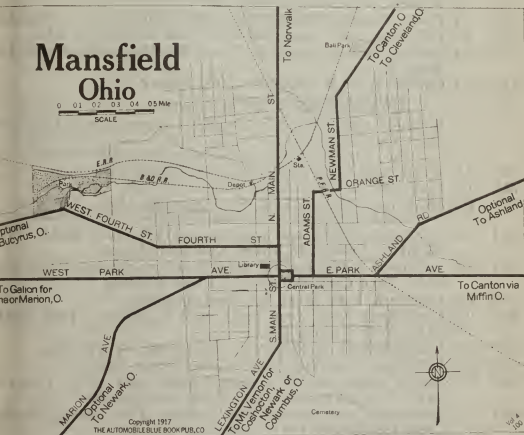 Mansfield
Ohio
0 0.1 0.2 0.3 0.4 0.5 Mile
SCALE
To Norwalk
Ball Park
To Canton, O
To Cleveland, O.
ST.
MAIN
N.
E.R.R.
B.&O R.R.
Park
Depot
Sta.
NEWMAN ST.
ORANGE ST.
ADAMS ST.
ASHLAND RD
Optional
To Ashland
Optional
Bucyrus, O.
WEST FOURTH ST
FOURTH ST
Library
WEST PARK AVE
E. PARK AVE
Central Park
To Galion for
Marion, O.
To Canton via
Mifflin O.
ST
S. MAIN
MARION AVE
Optional
To Newark, O.
LEXINGTON AVE
To Mt. Vernon for
Coshocton,
Newark or
Columbus, O.
Cemetery
Copyright 1917
THE AUTOMOBILE BLUE BOOK PUB, CO
Vol. 4